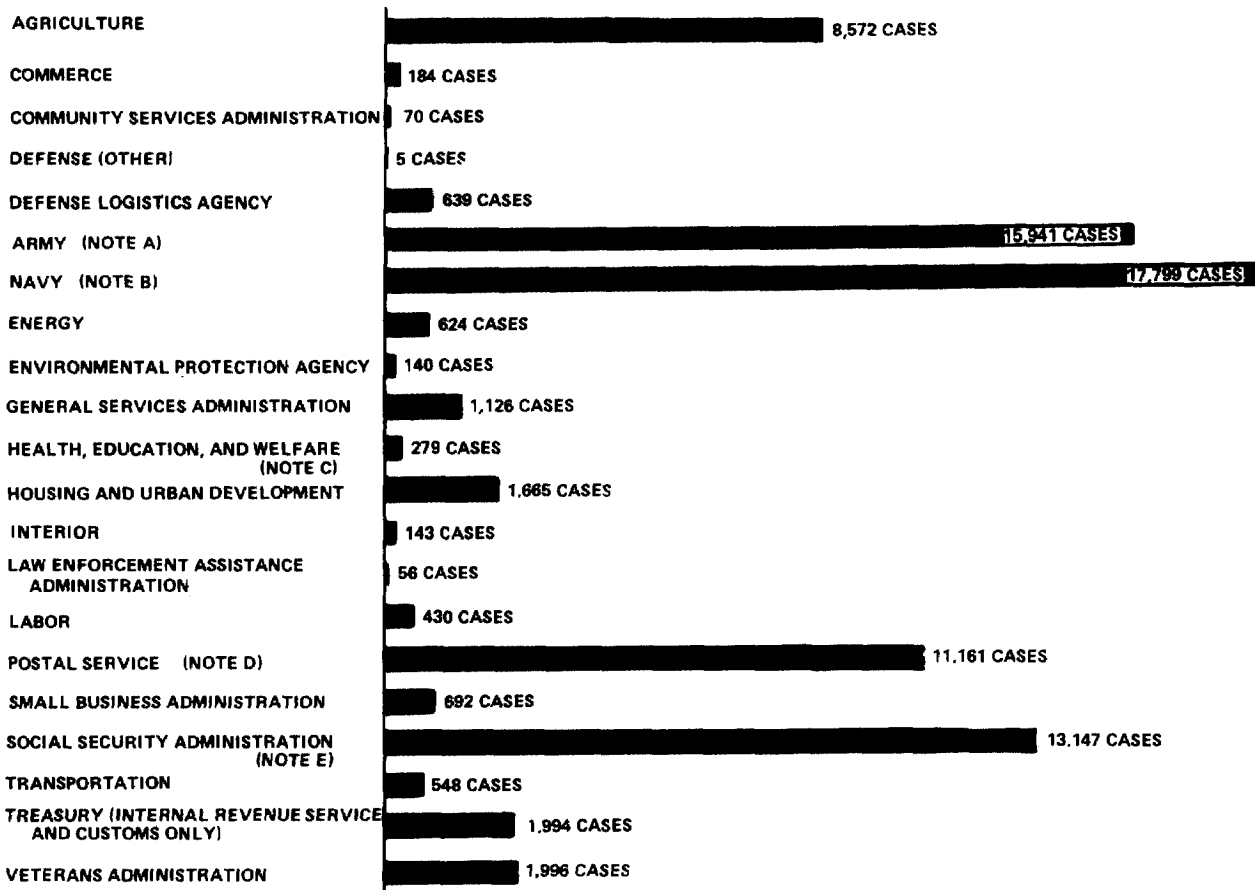 AGRICULTURE 8,572 CASES
COMMERCE 184 CASES
COMMUNITY SERVICES ADMINISTRATION 70 CASES
DEFENSE (OTHER) 5 CASES
DEFENSE LOGISTICS AGENCY 639 CASES
ARMY (NOTE A) 15,941 CASES
NAVY (NOTE B) 17,799 CASES
ENERGY 624 CASES
ENVIRONMENTAL PROTECTION AGENCY 140 CASES
GENERAL SERVICES ADMINISTRATION 1,126 CASES
HEALTH, EDUCATION, AND WELFARE 279 CASES
(NOTE C)
HOUSING AND URBAN DEVELOPMENT 1,665 CASES
INTERIOR 143 CASES
LAW ENFORCEMENT ASSISTANCE 56 CASES
ADMINISTRATION
LABOR 430 CASES
POSTAL SERVICE (NOTE D) 11,161 CASES
SMALL BUSINESS ADMINISTRATION 692 CASES
SOCIAL SECURITY ADMINISTRATION 13,147 CASES
(NOTE E)
TRANSPORTATION 548 CASES
TREASURY (INTERNAL REVENUE SERVICE 1,994 CASES
AND CUSTOMS ONLY)
VETERANS ADMINISTRATION 1,996 CASES